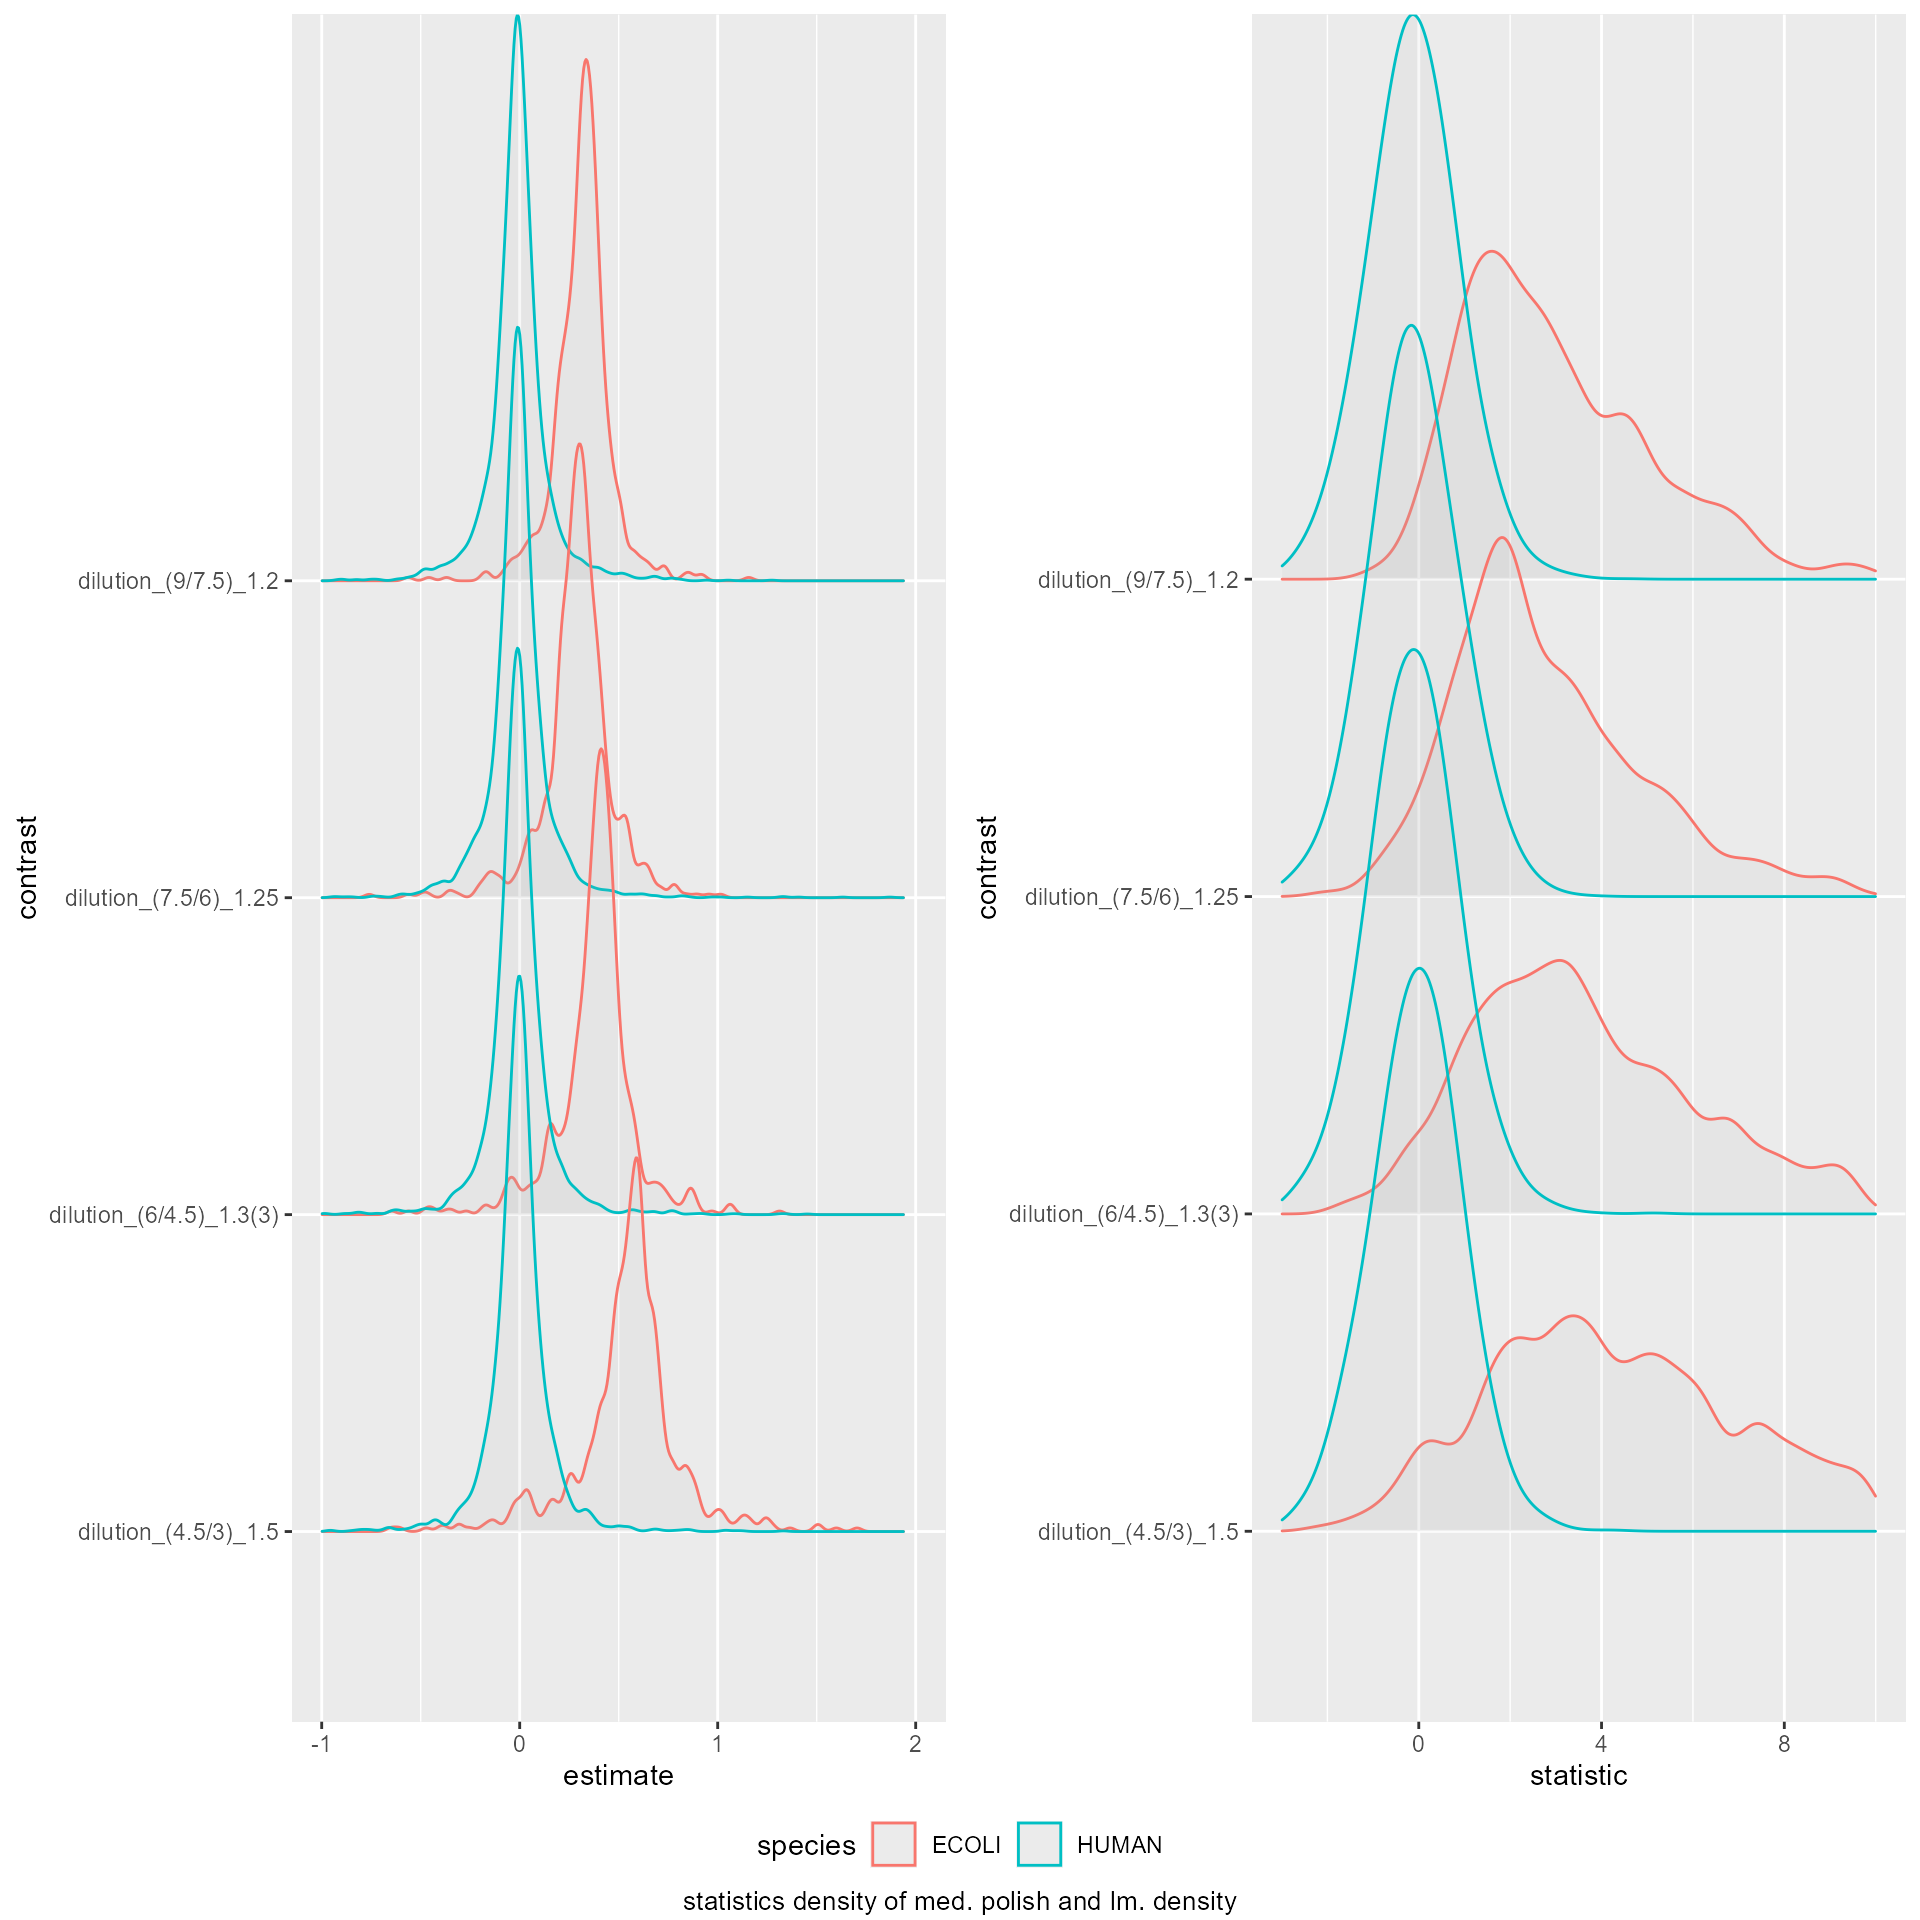 contrast
dilution_(9/7.5)_1.2
dilution_(7.5/6)_1.25
dilution_(6/4.5)_1.3(3)
dilution_(4.5/3)_1.5
-1 0 1 2
estimate
contrast
dilution_(9/7.5)_1.2
dilution_(7.5/6)_1.25
dilution_(6/4.5)_1.3(3)
dilution_(4.5/3)_1.5
0 4 8
statistic
species ECOLI HUMAN
statistics density of med. polish and lm. density